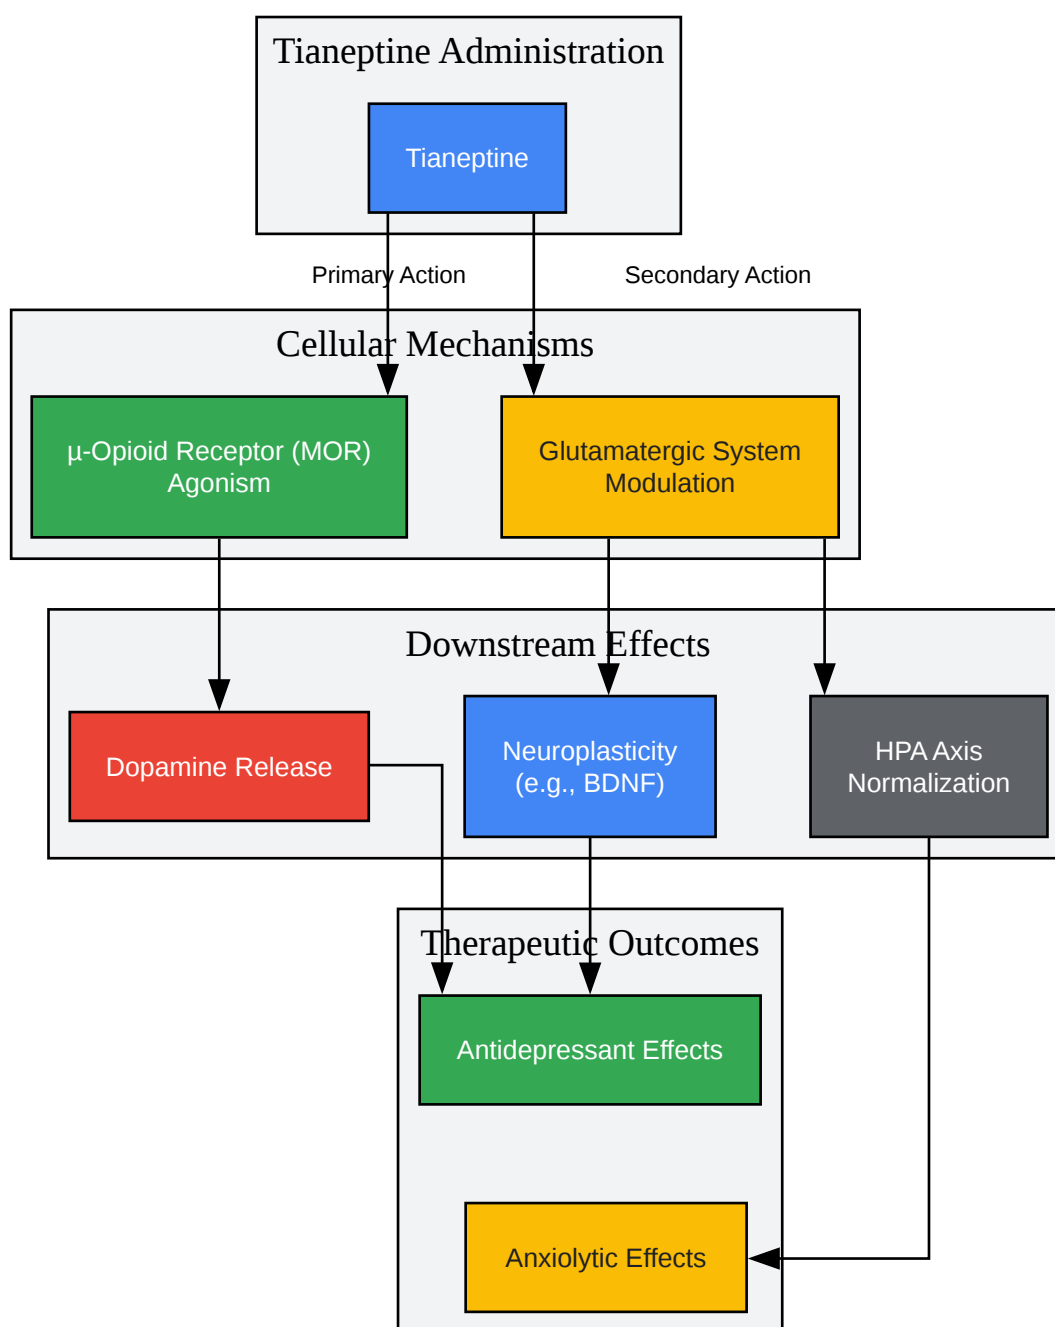 Tianeptine Administration
Tianeptine
Primary Action
Secondary Action
Cellular Mechanisms
µ-Opioid Receptor (MOR)
Agonism
Glutamatergic System
Modulation
Downstream Effects
Dopamine Release
Neuroplasticity
(e.g., BDNF)
HPA Axis
Normalization
Therapeutic Outcomes
Antidepressant Effects
Anxiolytic Effects